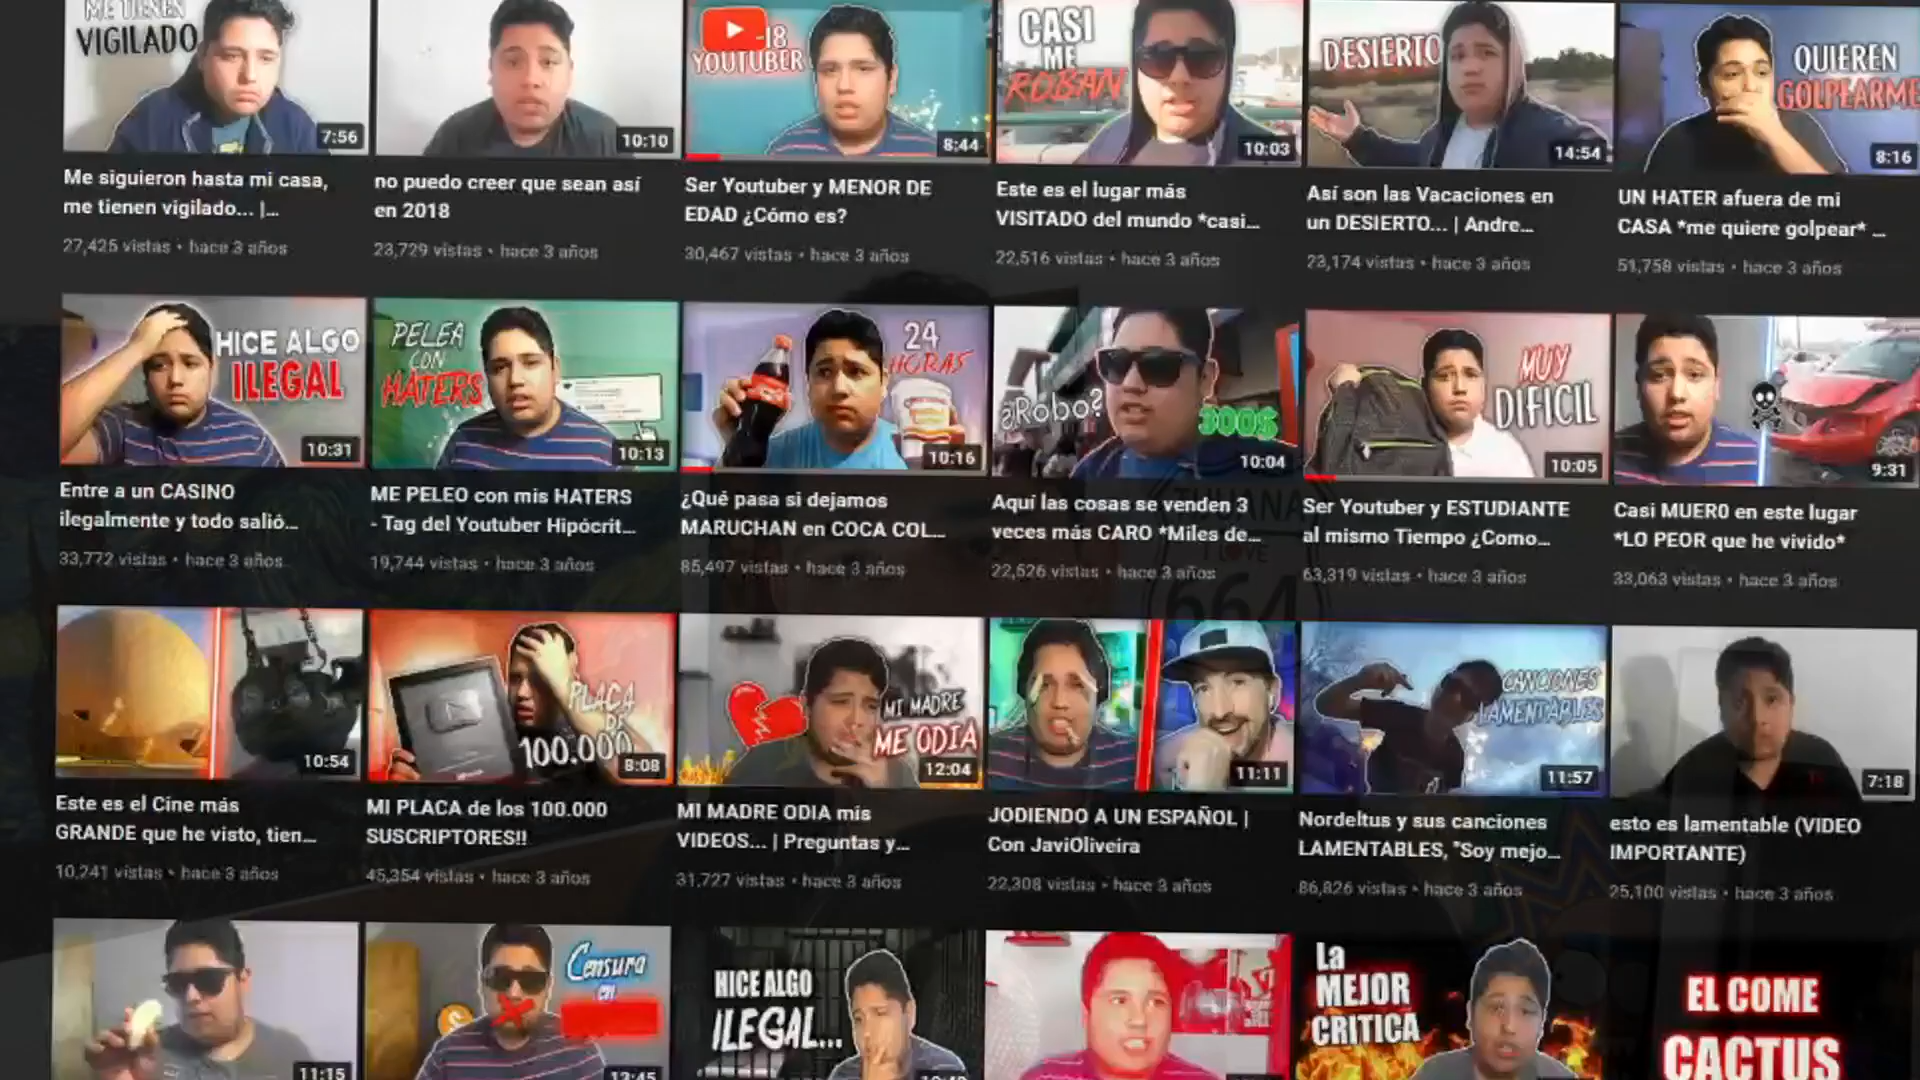 ME TIENEN
VIGILADO
7:56
10:10
-18
YOUTUBER
8:44
CASI
ME
ROBAN
10:03
DESIERTO
14:54
QUIEREN
GOLPEARME
8:16
Me siguieron hasta mi casa,
me tienen vigilado... |...
27,425 vistas • hace 3 años
no puedo creer que sean así
en 2018
23,729 vistas • hace 3 años
Ser Youtuber y MENOR DE
EDAD ¿Cómo es?
30,467 vistas • hace 3 años
Este es el lugar más
VISITADO del mundo *casi...
22,516 vistas • hace 3 años
Así son las Vacaciones en
un DESIERTO... | Andre...
23,174 vistas • hace 3 años
UN HATER afuera de mi
CASA *me quiere golpear* ...
51,758 vistas • hace 3 años
HICE ALGO
ILEGAL
10:31
PELEA
CON
HATERS
10:13
24
HORAS
10:16
¿Robo?
300$
10:04
MUY
DIFICIL
10:05
9:31
Entre a un CASINO
ilegalmente y todo salió...
33,772 vistas • hace 3 años
ME PELEO con mis HATERS
- Tag del Youtuber Hipócrit...
19,744 vistas • hace 3 años
¿Qué pasa si dejamos
MARUCHAN en COCA COL...
85,497 vistas • hace 3 años
Aquí las cosas se venden 3
veces más CARO *Miles de...
22,626 vistas • hace 3 años
Ser Youtuber y ESTUDIANTE
al mismo Tiempo ¿Como...
63,319 vistas • hace 3 años
Casi MUER0 en este lugar
*LO PEOR que he vivido*
33,063 vistas • hace 3 años
TIJUANA
I LOVE
664
10:54
PLACA
DE
100.000
8:08
MI MADRE
ME ODIA
12:04
11:11
CANCIONES
LAMENTABLES
11:57
7:18
Este es el Cine más
GRANDE que he visto, tien...
10,241 vistas • hace 3 años
MI PLACA de los 100.000
SUSCRIPTORES!!
45,354 vistas • hace 3 años
MI MADRE ODIA mis
VIDEOS... | Preguntas y...
31,727 vistas • hace 3 años
JODIENDO A UN ESPAÑOL |
Con JaviOliveira
22,308 vistas • hace 3 años
Nordeltus y sus canciones
LAMENTABLES, "Soy mejo...
86,826 vistas • hace 3 años
esto es lamentable (VIDEO
IMPORTANTE)
25,100 vistas • hace 3 años
11:15
Censura
en
HICE ALGO
ILEGAL...
La
MEJOR
CRITICA
EL COME
CACTUS